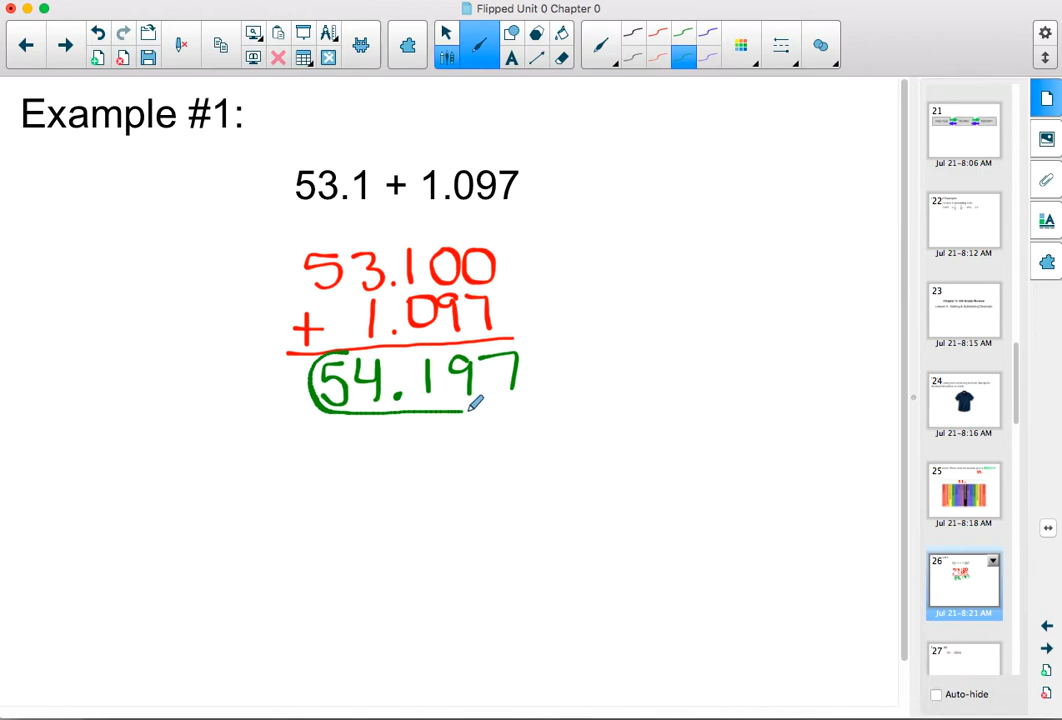 Flipped Unit 0 Chapter 0
Example #1:
53.1 + 1.097
53.100
+ 1.097
54.197
21
Jul 21-8:06 AM
22
Jul 21-8:12 AM
23
Jul 21-8:15 AM
24
Jul 21-8:16 AM
25
Jul 21-8:18 AM
26
Jul 21-8:21 AM
27
Auto-hide